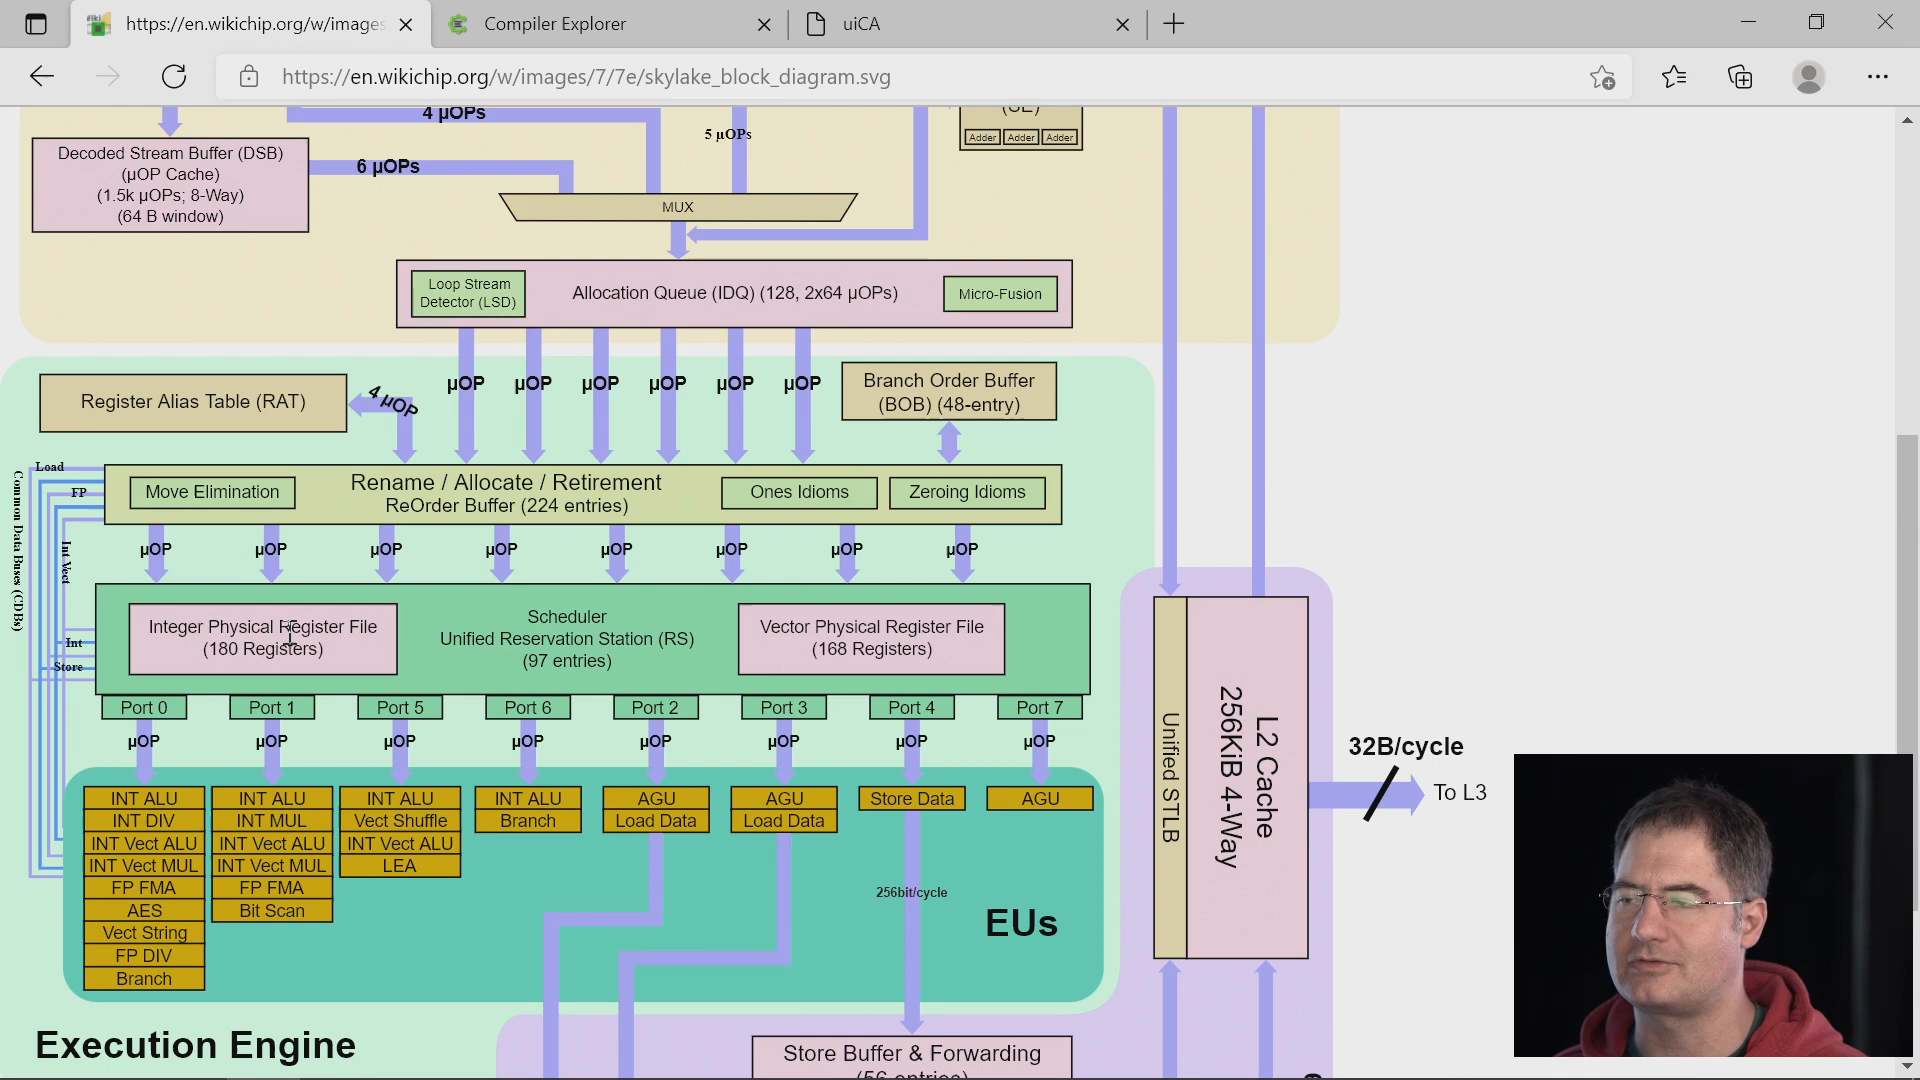 https://en.wikichip.org/w/images
Compiler Explorer
uiCA
https://en.wikichip.org/w/images/7/7e/skylake_block_diagram.svg
4 µOPs
5 µOPs
Adder Adder Adder
Decoded Stream Buffer (DSB)
(µOP Cache)
(1.5k µOPs; 8-Way)
(64 B window)
6 µOPs
MUX
Loop Stream
Detector (LSD)
Allocation Queue (IDQ) (128, 2x64 µOPs)
Micro-Fusion
Register Alias Table (RAT)
4 µOP
µOP µOP µOP µOP µOP µOP
Branch Order Buffer
(BOB) (48-entry)
Load
FP
Common Data Buses (CDBs)
Int Vect
Int
Store
Move Elimination
Rename / Allocate / Retirement
ReOrder Buffer (224 entries)
Ones Idioms
Zeroing Idioms
µOP µOP µOP µOP µOP µOP µOP µOP
Integer Physical Register File
(180 Registers)
Scheduler
Unified Reservation Station (RS)
(97 entries)
Vector Physical Register File
(168 Registers)
Port 0 Port 1 Port 5 Port 6 Port 2 Port 3 Port 4 Port 7
µOP µOP µOP µOP µOP µOP µOP µOP
INT ALU
INT DIV
INT Vect ALU
INT Vect MUL
FP FMA
AES
Vect String
FP DIV
Branch
INT ALU
INT MUL
INT Vect ALU
INT Vect MUL
FP FMA
Bit Scan
INT ALU
Vect Shuffle
INT Vect ALU
LEA
INT ALU
Branch
AGU
Load Data
AGU
Load Data
Store Data
AGU
256bit/cycle
EUs
Execution Engine
Store Buffer & Forwarding
(56 entries)
Unified STLB
L2 Cache
256KiB 4-Way
32B/cycle
To L3